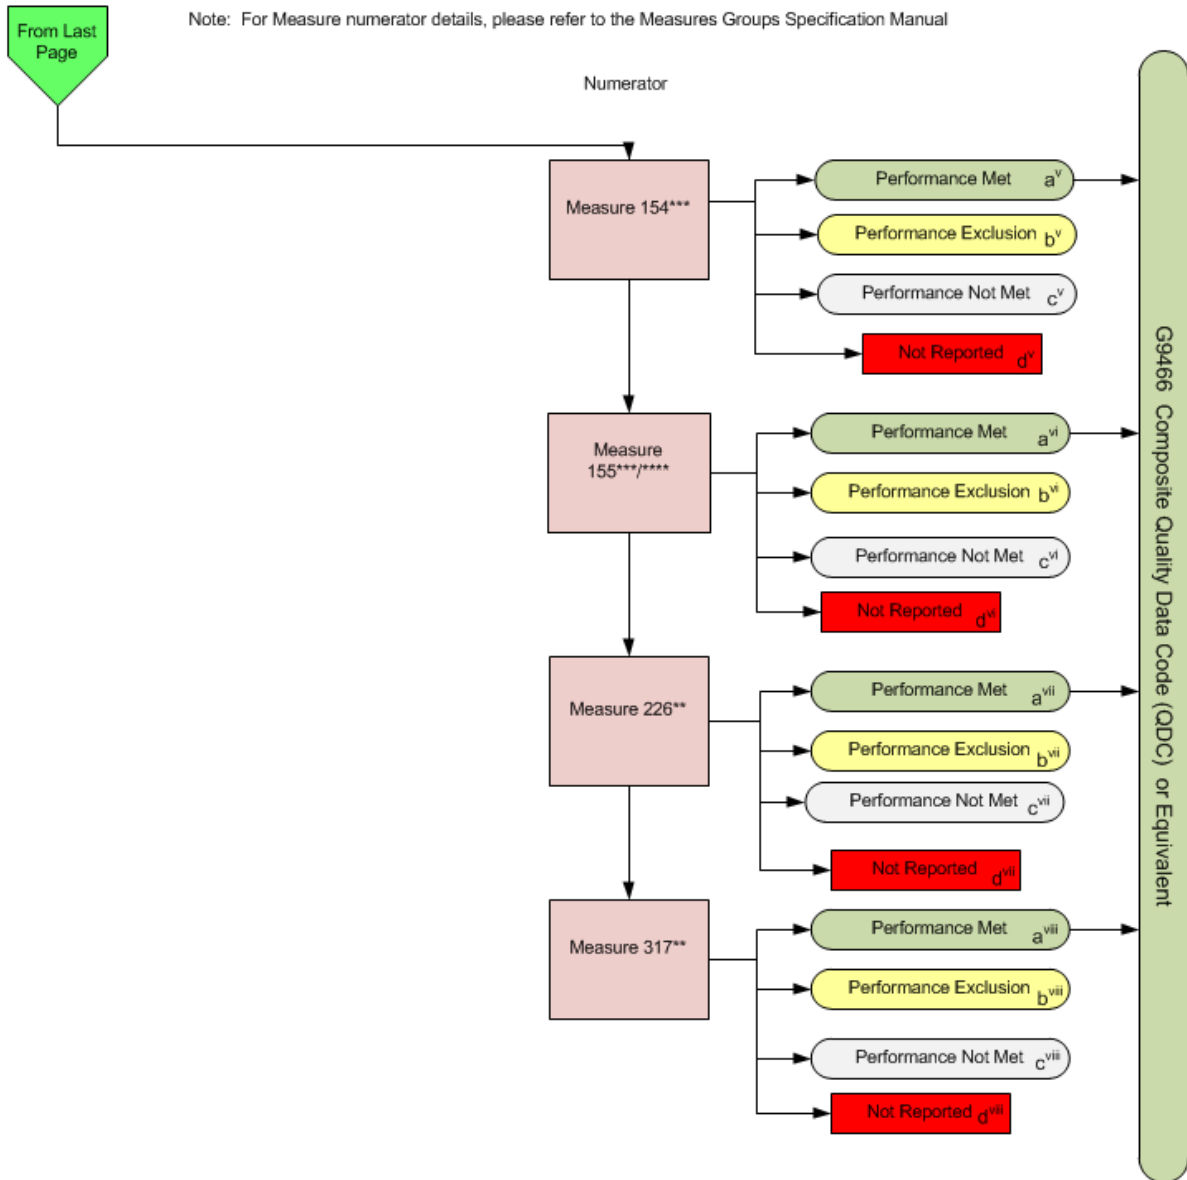 Note: For Measure numerator details, please refer to the Measures Groups Specification Manual
From Last
Page
Numerator
Measure 154***
Performance Met a^v
Performance Exclusion b^v
Performance Not Met c^v
Not Reported d^v
Measure
155***/****
Performance Met a^vi
Performance Exclusion b^vi
Performance Not Met c^vi
Not Reported d^vi
Measure 226**
Performance Met a^vii
Performance Exclusion b^vii
Performance Not Met c^vii
Not Reported d^vii
Measure 317**
Performance Met a^viii
Performance Exclusion b^viii
Performance Not Met c^viii
Not Reported d^viii
G9466 Composite Quality Data Code (QDC) or Equivalent